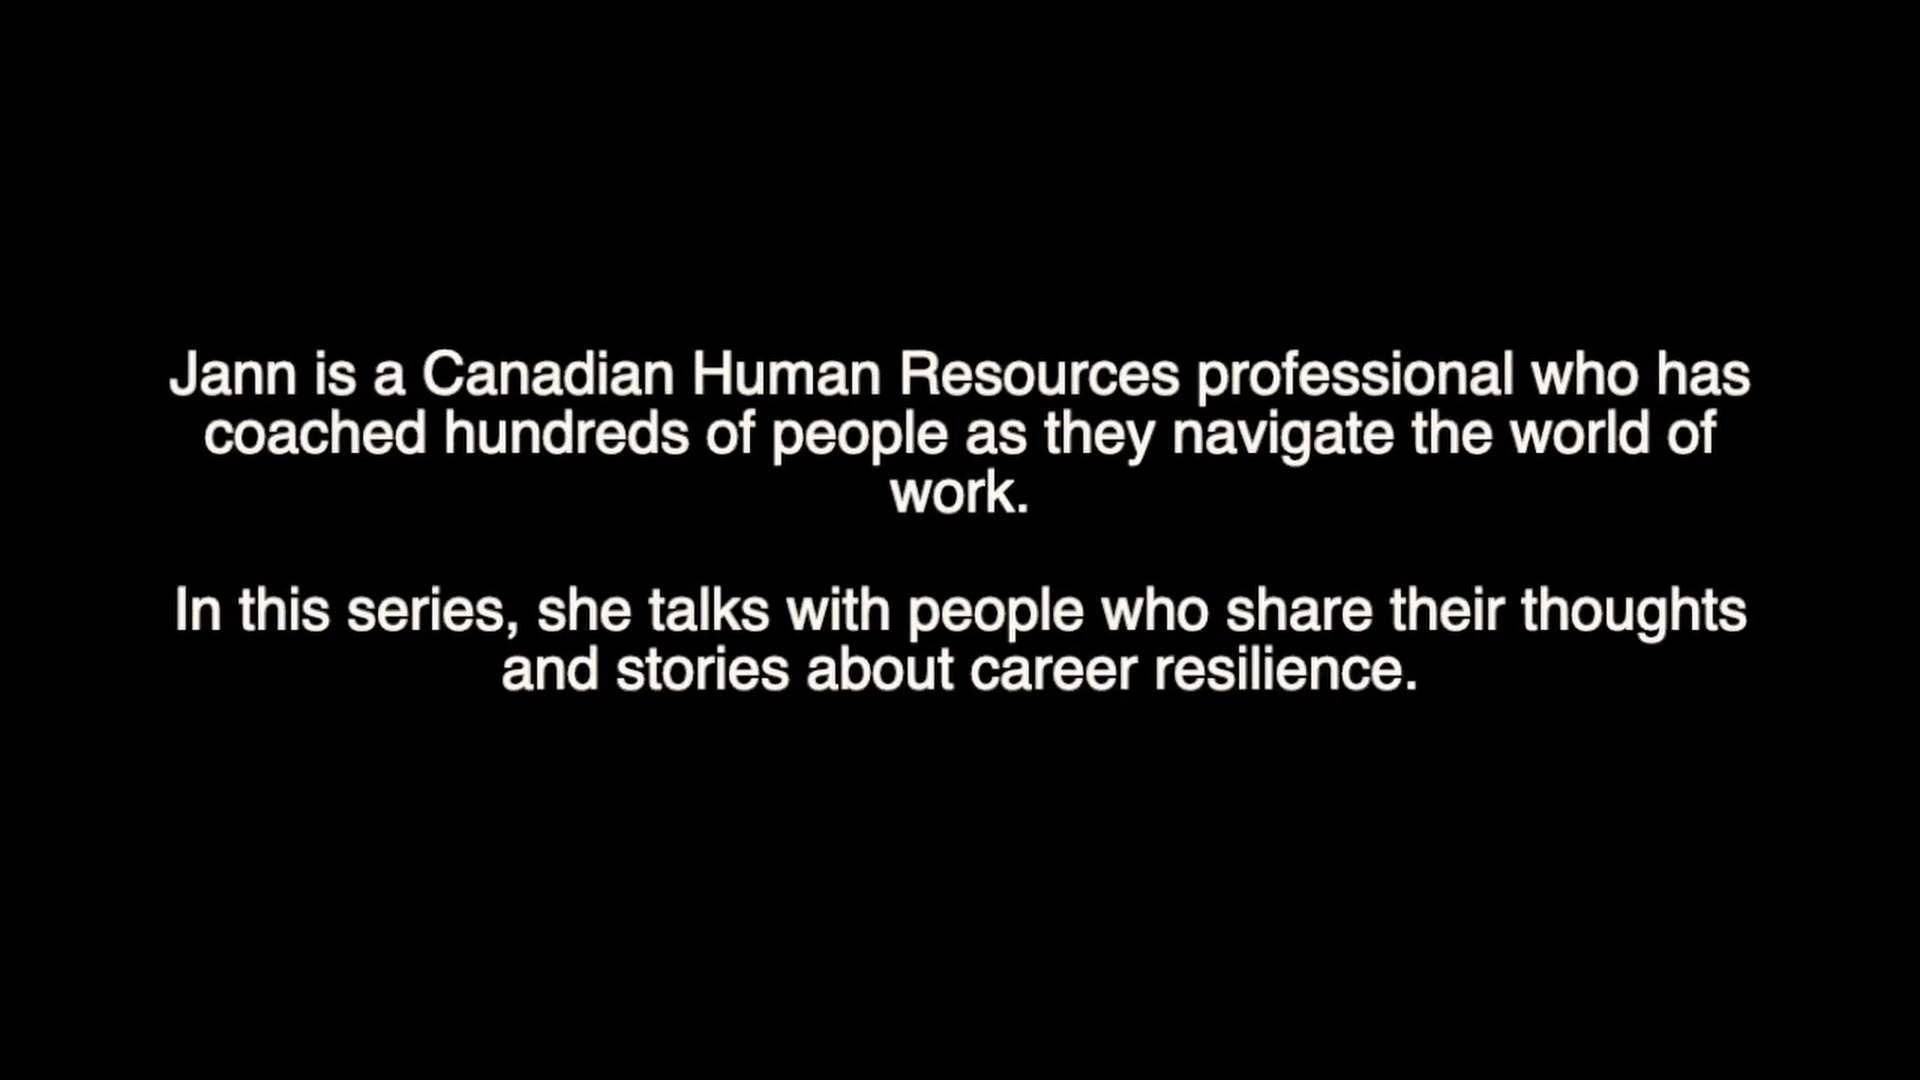 Jann is a Canadian Human Resources professional who has
coached hundreds of people as they navigate the world of
work.
In this series, she talks with people who share their thoughts
and stories about career resilience.